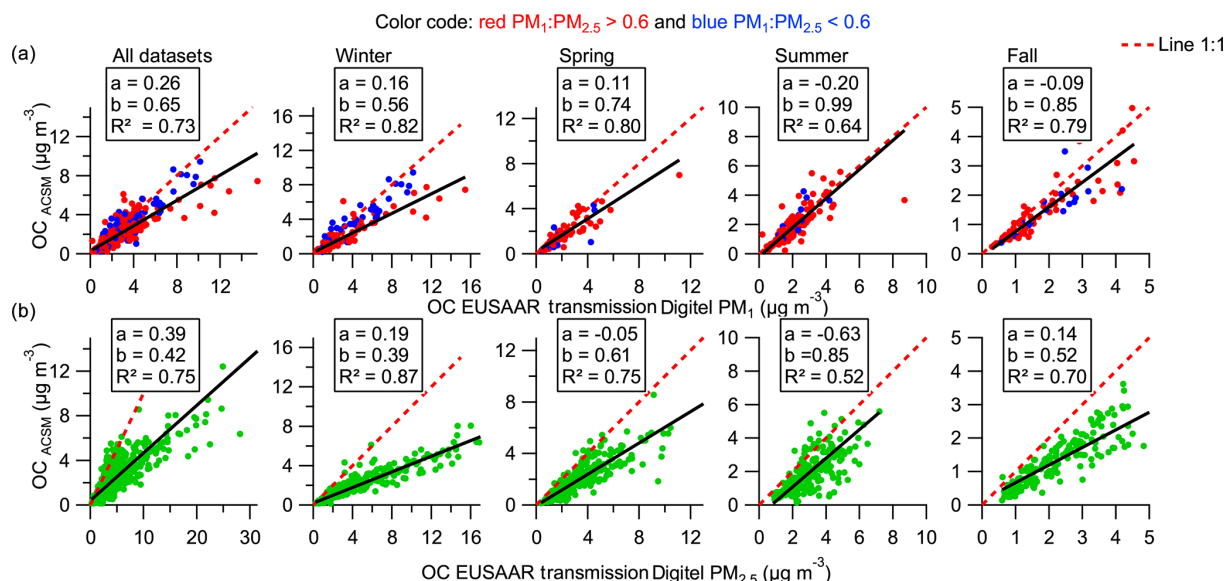 Color code: red PM1:PM2.5 > 0.6 and blue PM1:PM2.5 < 0.6
Line 1:1
(a)
All datasets
Winter
Spring
Summer
Fall
a = 0.26
b = 0.65
R² = 0.73
a = 0.16
b = 0.56
R² = 0.82
a = 0.11
b = 0.74
R² = 0.80
a = -0.20
b = 0.99
R² = 0.64
a = -0.09
b = 0.85
R² = 0.79
OC ACSM (µg m-3)
12
8
4
0
0 4 8 12
16
12
8
4
0
0 4 8 12 16
12
8
4
0
0 4 8 12
10
8
6
4
2
0
0 2 4 6 8 10
5
4
3
2
1
0
0 1 2 3 4 5
OC EUSAAR transmission Digitel PM1 (µg m-3)
(b)
a = 0.39
b = 0.42
R² = 0.75
a = 0.19
b = 0.39
R² = 0.87
a = -0.05
b = 0.61
R² = 0.75
a = -0.63
b =0.85
R² = 0.52
a = 0.14
b = 0.52
R² = 0.70
OC ACSM (µg m-3)
12
8
4
0
0 10 20 30
16
12
8
4
0
0 4 8 12 16
12
8
4
0
0 4 8 12
10
8
6
4
2
0
0 2 4 6 8 10
5
4
3
2
1
0
0 1 2 3 4 5
OC EUSAAR transmission Digitel PM2.5 (µg m-3)